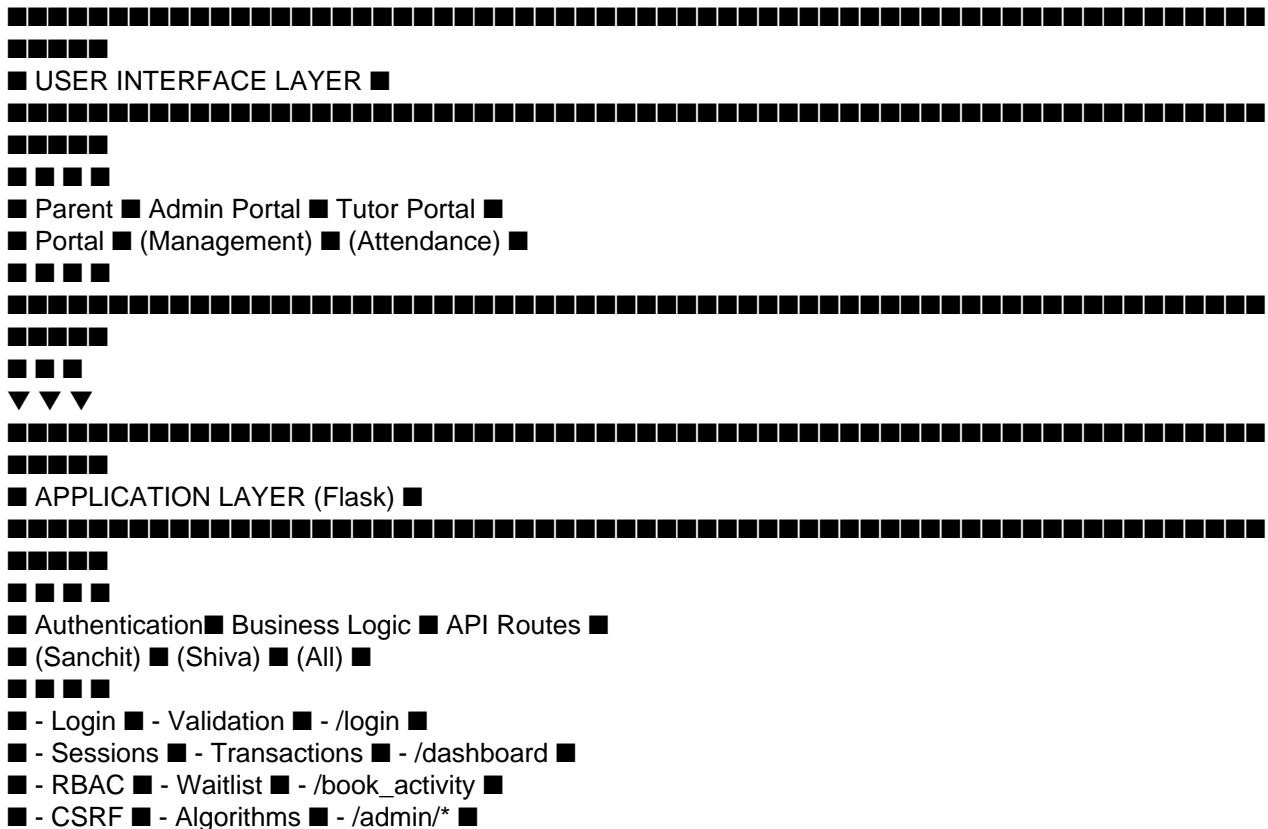 ■■■■■■■■■■■■■■■■■■■■■■■■■■■■■■■■■■■■■■■■■■■■■■■■■■■■■■■■■■■■■■
■■■■■
■ USER INTERFACE LAYER ■
■■■■■■■■■■■■■■■■■■■■■■■■■■■■■■■■■■■■■■■■■■■■■■■■■■■■■■■■■■■■■■
■■■■■
■ ■ ■ ■
■ Parent ■ Admin Portal ■ Tutor Portal ■
■ Portal ■ (Management) ■ (Attendance) ■
■ ■ ■ ■
■■■■■■■■■■■■■■■■■■■■■■■■■■■■■■■■■■■■■■■■■■■■■■■■■■■■■■■■■■■■■■
■■■■■
■ ■ ■
▼ ▼ ▼
■■■■■■■■■■■■■■■■■■■■■■■■■■■■■■■■■■■■■■■■■■■■■■■■■■■■■■■■■■■■■■
■■■■■
■ APPLICATION LAYER (Flask) ■
■■■■■■■■■■■■■■■■■■■■■■■■■■■■■■■■■■■■■■■■■■■■■■■■■■■■■■■■■■■■■■
■■■■■
■ ■ ■ ■
■ Authentication■ Business Logic ■ API Routes ■
■ (Sanchit) ■ (Shiva) ■ (All) ■
■ ■ ■ ■
■ - Login ■ - Validation ■ - /login ■
■ - Sessions ■ - Transactions ■ - /dashboard ■
■ - RBAC ■ - Waitlist ■ - /book_activity ■
■ - CSRF ■ - Algorithms ■ - /admin/* ■